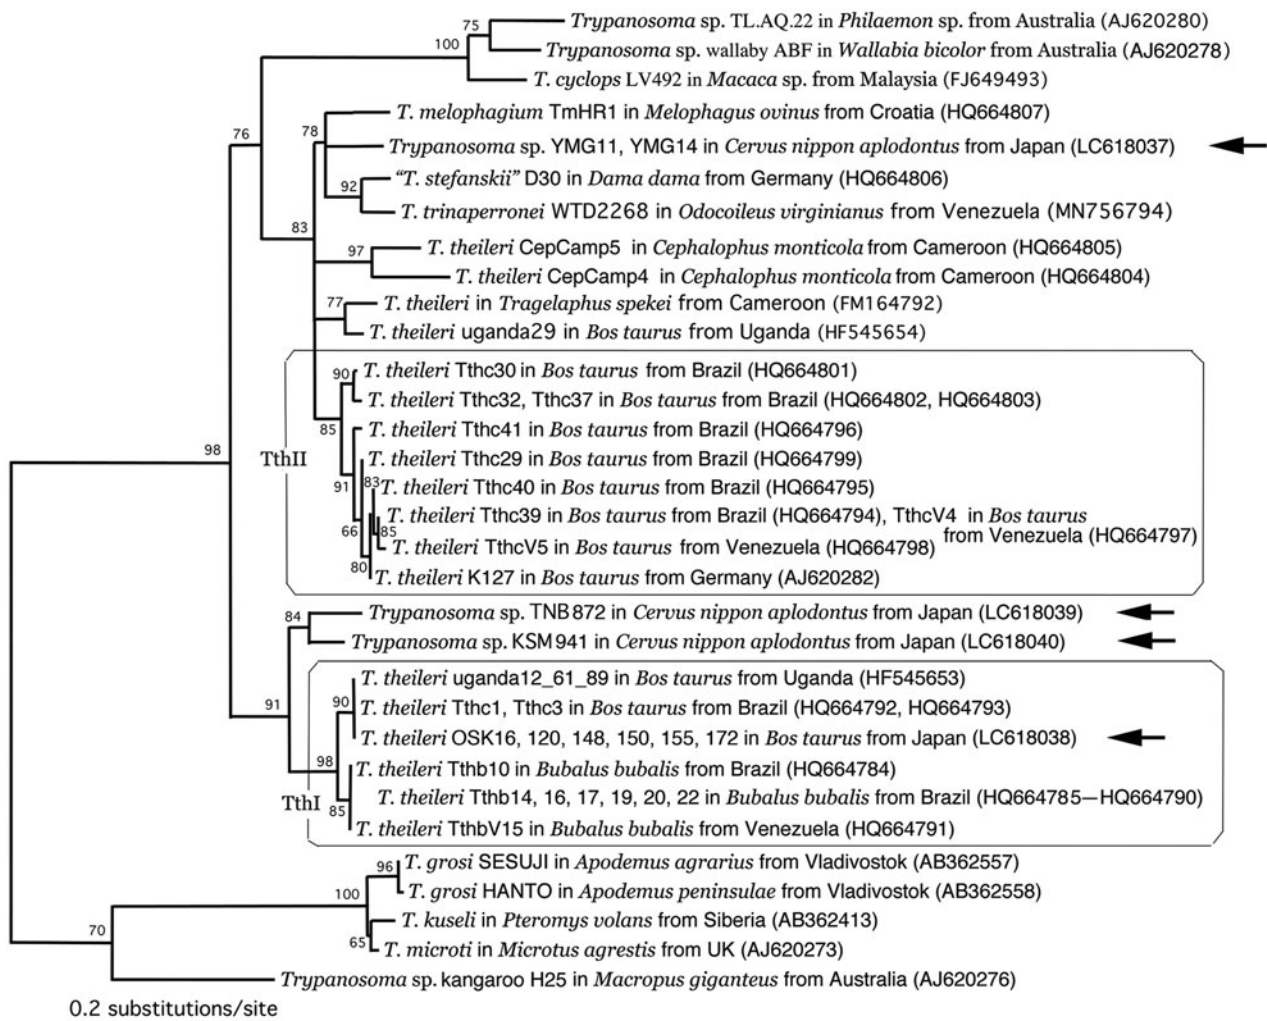 75
Trypanosoma sp. TL.AQ.22 in Philaemon sp. from Australia (AJ620280)
100
Trypanosoma sp. wallaby ABF in Wallabia bicolor from Australia (AJ620278)
T. cyclops LV492 in Macaca sp. from Malaysia (FJ649493)
T. melophagium TmHR1 in Melophagus ovinus from Croatia (HQ664807)
76
78
Trypanosoma sp. YMG11, YMG14 in Cervus nippon aplodontus from Japan (LC618037)
92
"T. stefanskii" D30 in Dama dama from Germany (HQ664806)
T. trinaperronei WTD2268 in Odocoileus virginianus from Venezuela (MN756794)
83
97
T. theileri CepCamp5 in Cephalophus monticola from Cameroon (HQ664805)
T. theileri CepCamp4 in Cephalophus monticola from Cameroon (HQ664804)
77
T. theileri in Tragelaphus spekei from Cameroon (FM164792)
T. theileri uganda29 in Bos taurus from Uganda (HF545654)
90
T. theileri Tthc30 in Bos taurus from Brazil (HQ664801)
T. theileri Tthc32, Tthc37 in Bos taurus from Brazil (HQ664802, HQ664803)
85
T. theileri Tthc41 in Bos taurus from Brazil (HQ664796)
98
TthII
T. theileri Tthc29 in Bos taurus from Brazil (HQ664799)
91
83
T. theileri Tthc40 in Bos taurus from Brazil (HQ664795)
T. theileri Tthc39 in Bos taurus from Brazil (HQ664794), TthcV4 in Bos taurus
from Venezuela (HQ664797)
66
85
T. theileri TthcV5 in Bos taurus from Venezuela (HQ664798)
80
T. theileri K127 in Bos taurus from Germany (AJ620282)
84
Trypanosoma sp. TNB872 in Cervus nippon aplodontus from Japan (LC618039)
Trypanosoma sp. KSM941 in Cervus nippon aplodontus from Japan (LC618040)
T. theileri uganda12_61_89 in Bos taurus from Uganda (HF545653)
91
90
T. theileri Tthc1, Tthc3 in Bos taurus from Brazil (HQ664792, HQ664793)
T. theileri OSK16, 120, 148, 150, 155, 172 in Bos taurus from Japan (LC618038)
98
T. theileri Tthb10 in Bubalus bubalis from Brazil (HQ664784)
TthI
T. theileri Tthb14, 16, 17, 19, 20, 22 in Bubalus bubalis from Brazil (HQ664785—HQ664790)
85
T. theileri TthbV15 in Bubalus bubalis from Venezuela (HQ664791)
96
T. grosi SESUJI in Apodemus agrarius from Vladivostok (AB362557)
100
T. grosi HANTO in Apodemus peninsulae from Vladivostok (AB362558)
T. kuseli in Pteromys volans from Siberia (AB362413)
70
65
T. microti in Microtus agrestis from UK (AJ620273)
Trypanosoma sp. kangaroo H25 in Macropus giganteus from Australia (AJ620276)
0.2 substitutions/site